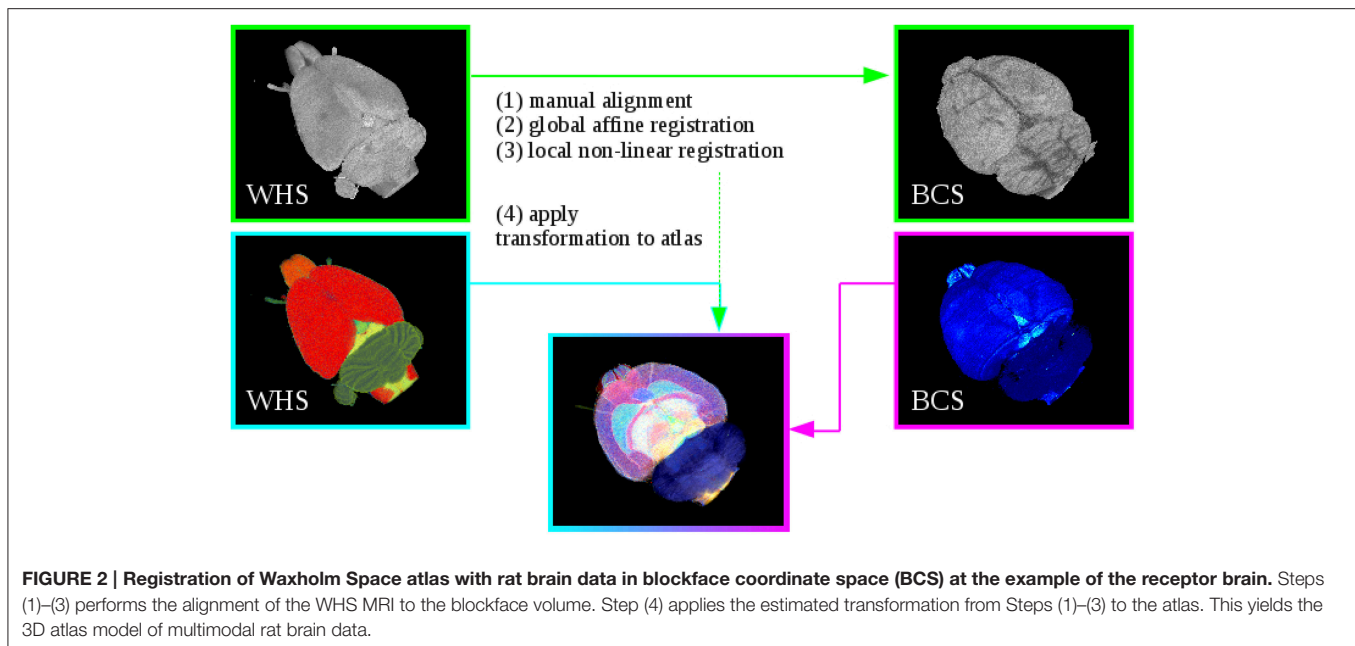 WHS
(1) manual alignment
(2) global affine registration
(3) local non-linear registration
BCS
(4) apply
transformation to atlas
WHS
BCS
FIGURE 2 | Registration of Waxholm Space atlas with rat brain data in blockface coordinate space (BCS) at the example of the receptor brain. Steps
(1)–(3) performs the alignment of the WHS MRI to the blockface volume. Step (4) applies the estimated transformation from Steps (1)–(3) to the atlas. This yields the
3D atlas model of multimodal rat brain data.